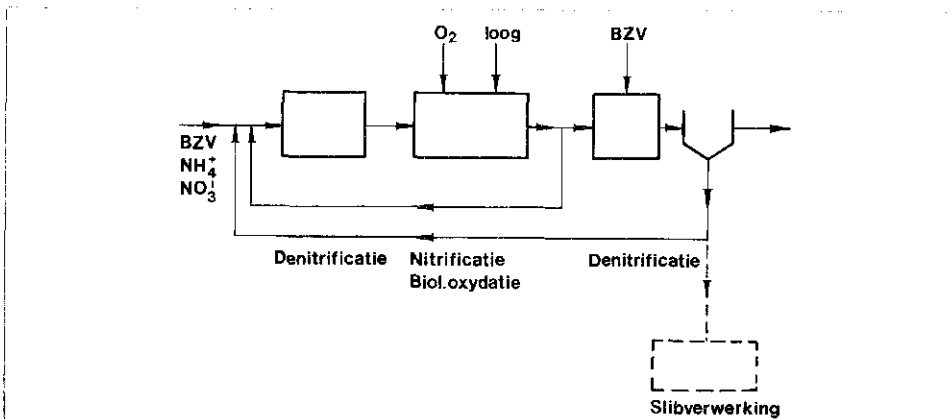 O₂ loog BZV
BZV
NH₄⁺
NO₃⁻
Denitrificatie Nitrificatie Denitrificatie
Biol.oxydatie
Slibverwerking